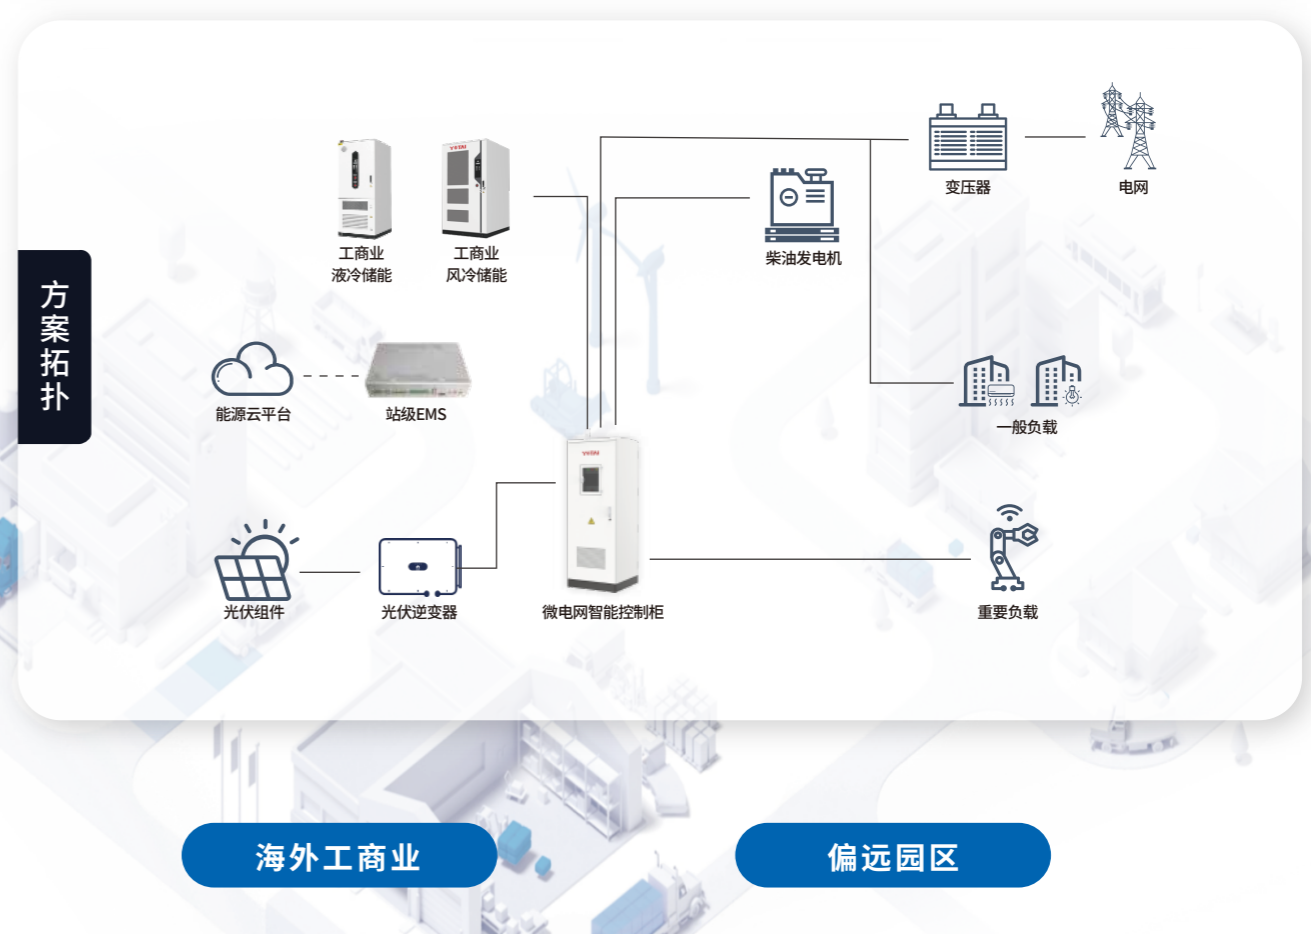 方案拓扑
工商业
液冷储能
工商业
风冷储能
柴油发电机
变压器
电网
能源云平台
站级EMS
一般负载
光伏组件
光伏逆变器
微电网智能控制柜
重要负载
海外工商业
偏远园区